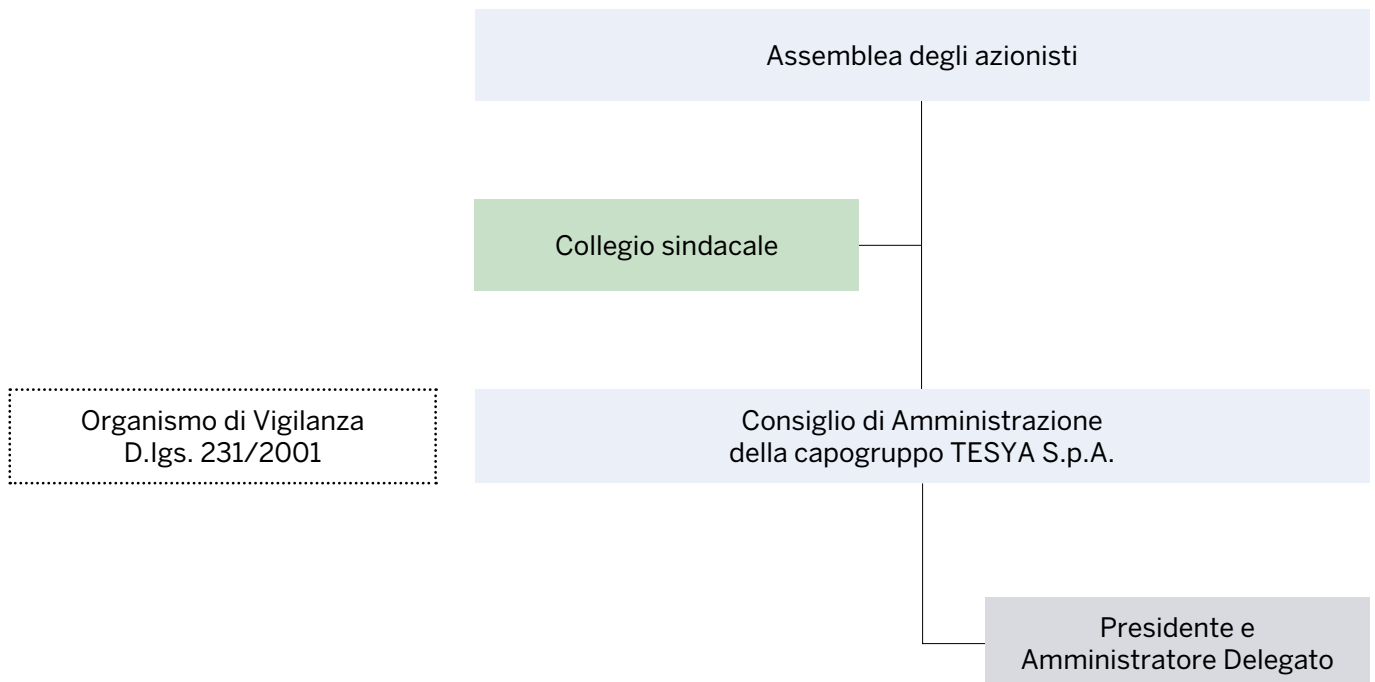 Assemblea degli azionisti
Collegio sindacale
Organismo di Vigilanza
D.lgs. 231/2001
Consiglio di Amministrazione
della capogruppo TESYA S.p.A.
Presidente e
Amministratore Delegato